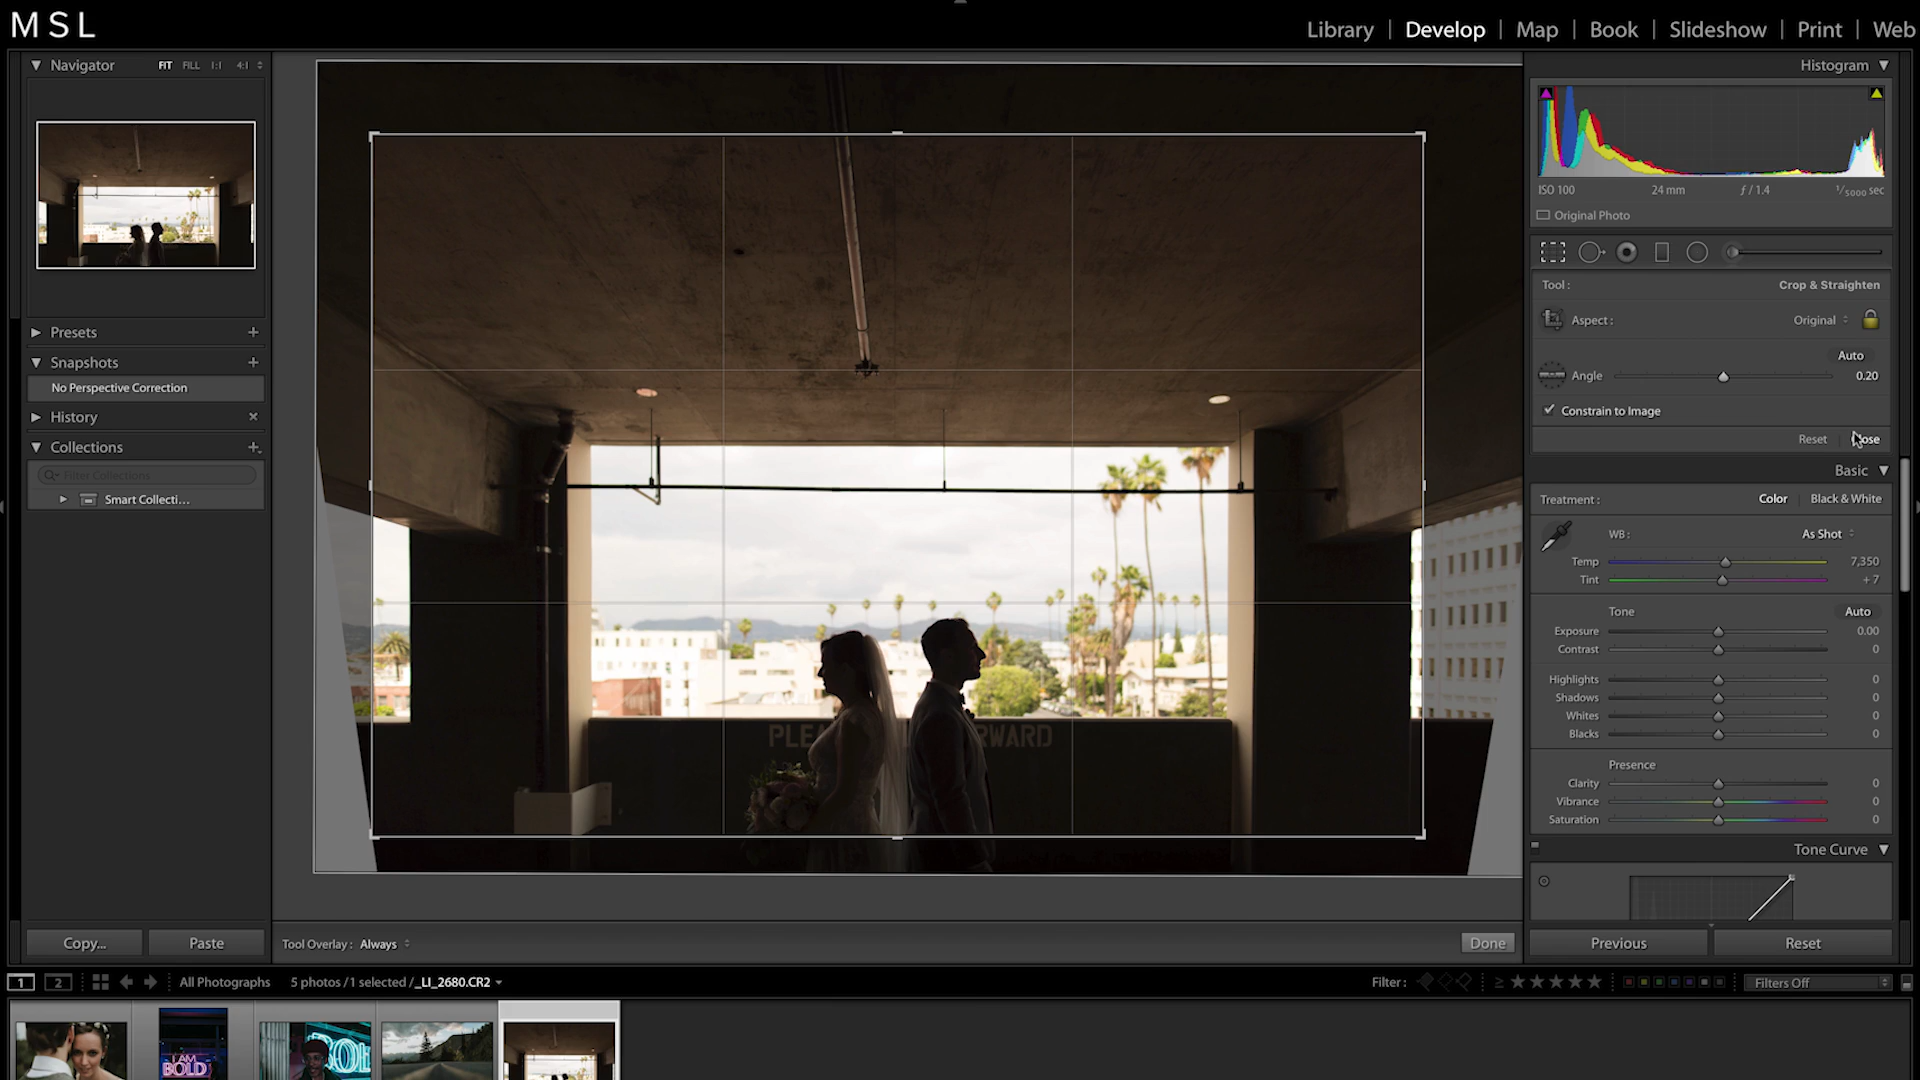 MSL
Library | Develop | Map | Book | Slideshow | Print | Web
Navigator FIT FILL 1:1 4:1
Histogram
ISO 100 24 mm ƒ / 1.4 1/5000 sec
Original Photo
Tool : Crop & Straighten
Aspect : Original
Auto
Angle 0.20
Constrain to Image
Reset
Presets
Snapshots
No Perspective Correction
History
Collections
Filter Collections
Smart Collecti...
Basic
Treatment : Color | Black & White
WB : As Shot
Temp 7,350
Tint + 7
Tone Auto
Exposure 0.00
Contrast 0
Highlights 0
Shadows 0
Whites 0
Blacks 0
Presence
Clarity 0
Vibrance 0
Saturation 0
Tone Curve
Copy... Paste
Tool Overlay : Always Done
Previous Reset
1 2 All Photographs 5 photos / 1 selected / _LI_2680.CR2
Filter : Filters Off
I AM
BOLD